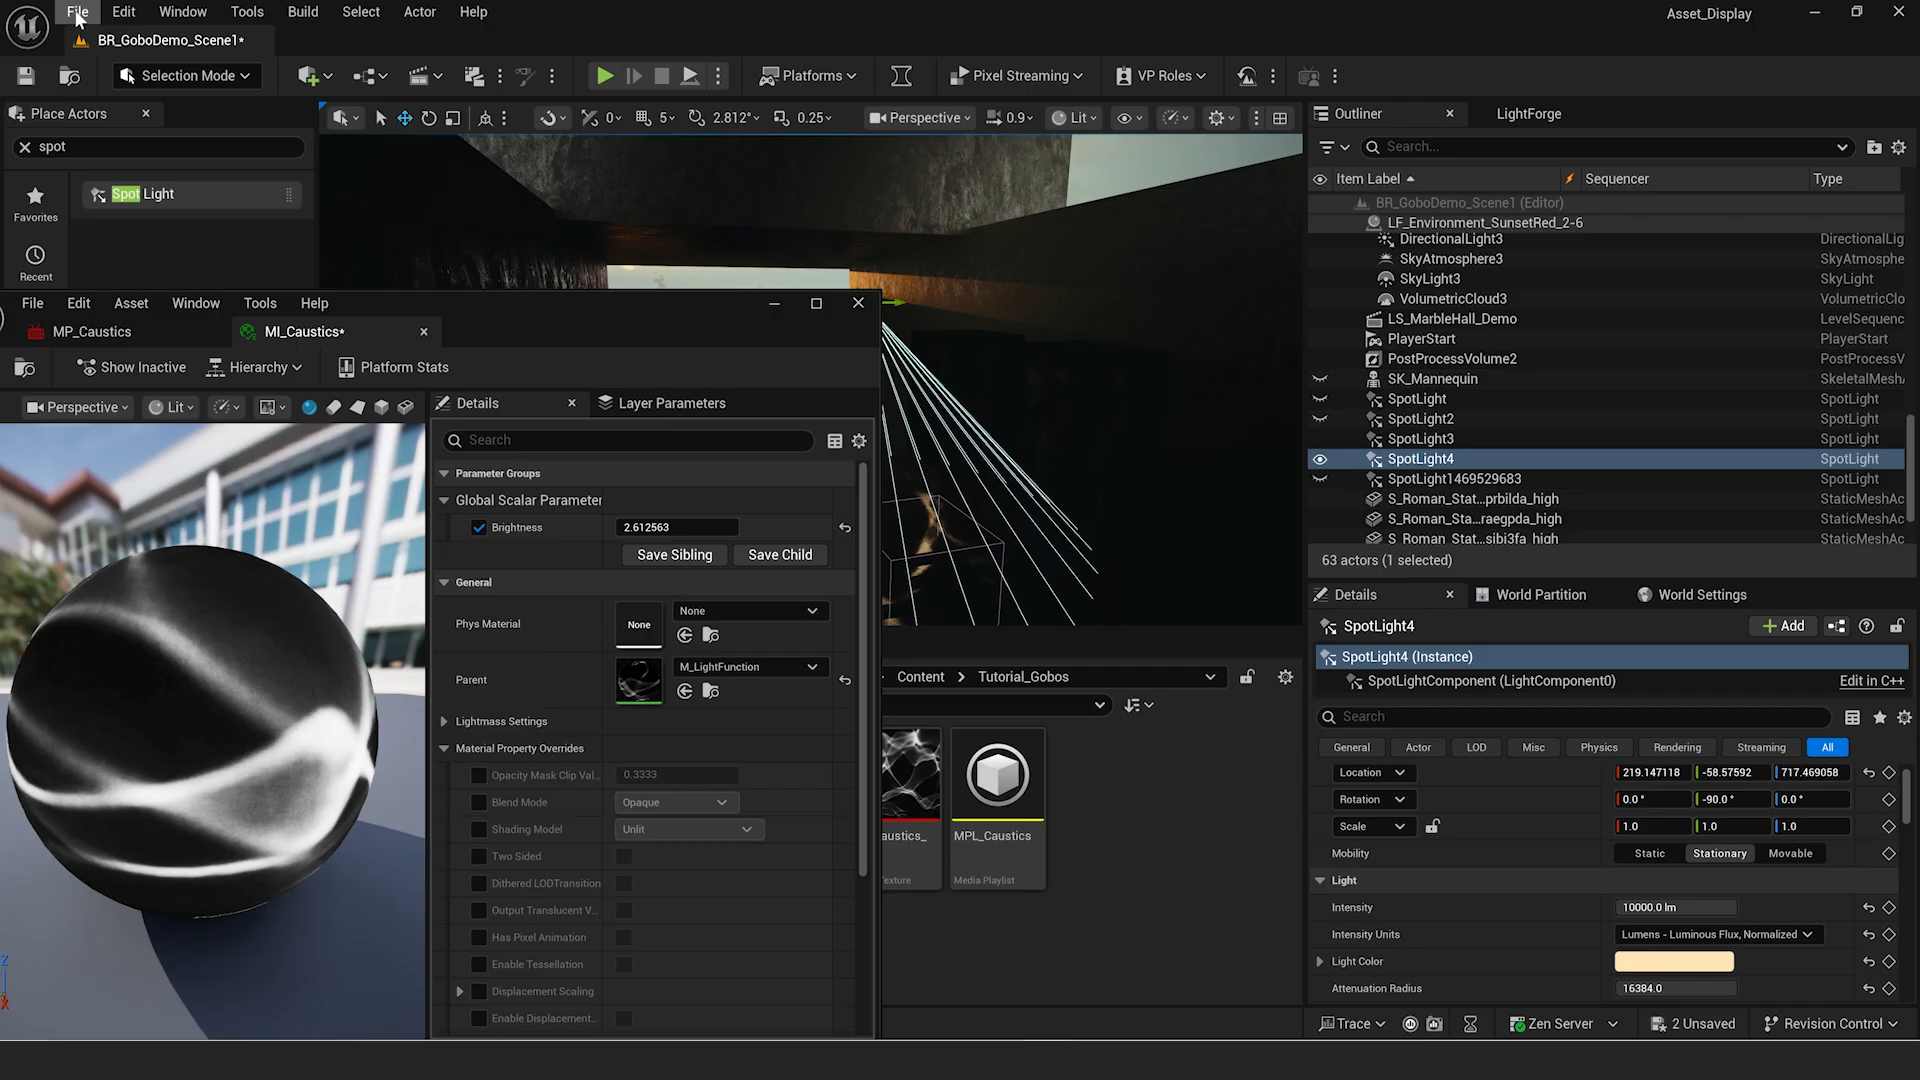 File Edit Window Tools Build Select Actor Help
Asset_Display
BR_GoboDemo_Scene1*
Selection Mode
Platforms
Pixel Streaming
VP Roles
Place Actors
0
5
2.812°
0.25
Perspective
0.9
Lit
Outliner
LightForge
spot
Search...
Spot Light
Favorites
Recent
Item Label
Sequencer
Type
BR_GoboDemo_Scene1 (Editor)
LF_Environment_SunsetRed_2-6
DirectionalLight3 DirectionalLig
SkyAtmosphere3 SkyAtmosphe
SkyLight3 SkyLight
VolumetricCloud3 VolumetricClo
LS_MarbleHall_Demo LevelSequenc
PlayerStart PlayerStart
PostProcessVolume2 PostProcessV
SK_Mannequin SkeletalMesh
SpotLight SpotLight
SpotLight2 SpotLight
SpotLight3 SpotLight
SpotLight4 SpotLight
SpotLight1469529683 SpotLight
S_Roman_Stat...prbilda_high StaticMeshAc
S_Roman_Sta...raegpda_high StaticMeshAc
S_Roman_Stat...sibi3fa_high StaticMeshAc
63 actors (1 selected)
File Edit Asset Window Tools Help
MP_Caustics
MI_Caustics*
Show Inactive
Hierarchy
Platform Stats
Perspective
Lit
Details
Layer Parameters
Search
Parameter Groups
Global Scalar Parameter
Brightness 2.612563
Save Sibling
Save Child
General
Phys Material None None
Parent M_LightFunction
Lightmass Settings
Material Property Overrides
Opacity Mask Clip Val... 0.3333
Blend Mode Opaque
Shading Model Unlit
Two Sided
Dithered LODTransition
Output Translucent V...
Has Pixel Animation
Enable Tessellation
Displacement Scaling
Enable Displacement...
Z
X
Content > Tutorial_Gobos
austics_
exture
MPL_Caustics
Media Playlist
Details
World Partition
World Settings
SpotLight4
Add
SpotLight4 (Instance)
SpotLightComponent (LightComponent0)
Edit in C++
Search
General Actor LOD Misc Physics Rendering Streaming All
Location 219.147118 -58.57592 717.469058
Rotation 0.0° -90.0° 0.0°
Scale 1.0 1.0 1.0
Mobility Static Stationary Movable
Light
Intensity 10000.0 lm
Intensity Units Lumens - Luminous Flux, Normalized
Light Color
Attenuation Radius 16384.0
Trace
Zen Server
2 Unsaved
Revision Control